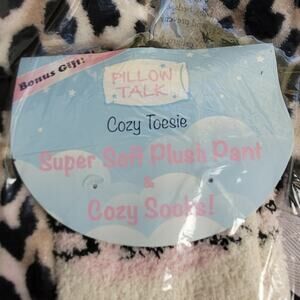 Bonus Gift!
PILLOW
TALK
Cozy Toesie
Super Soft Plush Pant
&
Cozy Socks!